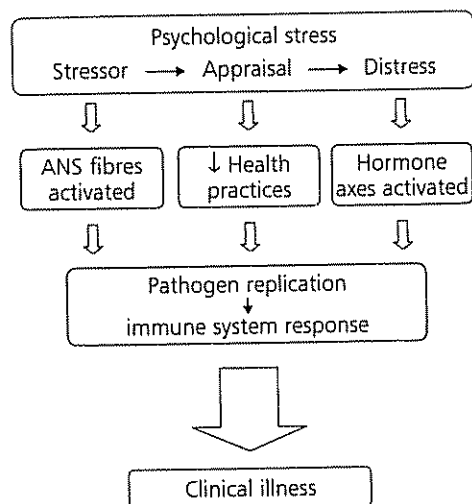 Psychological stress
Stressor → Appraisal → Distress
ANS fibres
activated
↓ Health
practices
Hormone
axes activated
Pathogen replication
↓
immune system response
Clinical illness